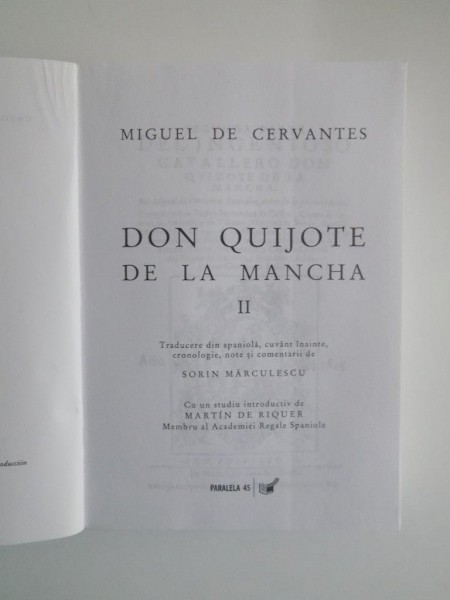 MIGUEL DE CERVANTES
DON QUIJOTE
DE LA MANCHA
II
Traducere din spaniolă, cuvânt înainte,
cronologie, note și comentarii de
SORIN MĂRCULESCU
Cu un studiu introductiv de
MARTÍN DE RIQUER
Membru al Academiei Regale Spaniole
PARALELA 45